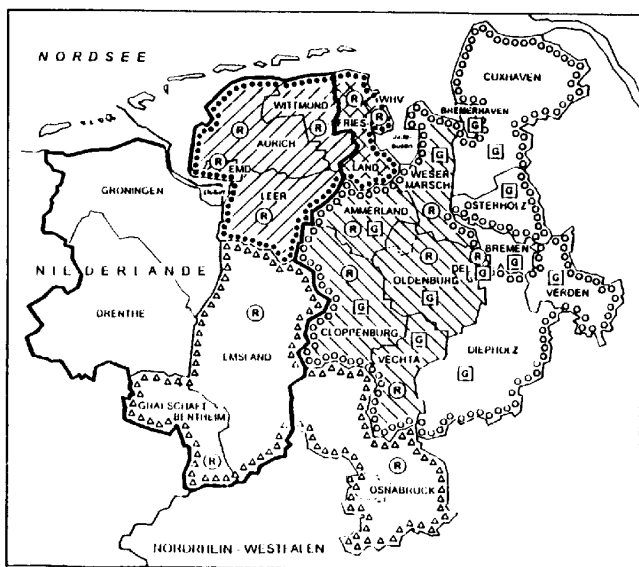 NORDSEE
CUXHAVEN
WITTMUND
WHV
BREMERHAVEN
R
R
R
FRIES-
G
AURICH
G
R
EMD
LAND
WESER
MARSCH
G
GRONINGEN
LEER
G
OSTERHOLZ
R
AMMERLAND
R
R
G
BREMEN
NIEDERLANDE
R
R
R
G
DEL
G
OLDENBURG
G
VERDEN
DRENTHE
R
G
G
CLOPPENBURG
G
DIEPHOLZ
EMSLAND
VECHTA
G
GRAFSCHAFT
BENTHEIM
R
(R)
R
OSNABRÜCK
NORDRHEIN-WESTFALEN